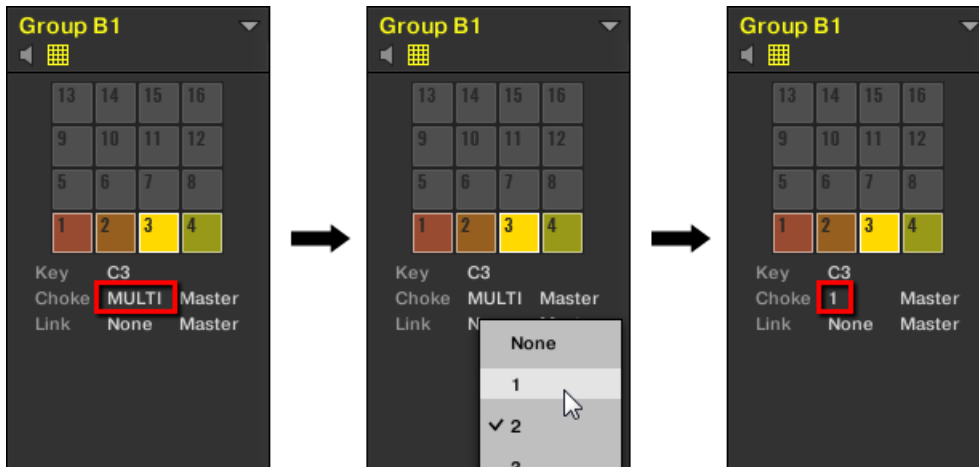 Group B1
13 14 15 16
9 10 11 12
5 6 7 8
1 2 3 4
Key C3
Choke MULTI Master
Link None Master
Group B1
13 14 15 16
9 10 11 12
5 6 7 8
1 2 3 4
Key C3
Choke MULTI Master
Link
None
1
2
Group B1
13 14 15 16
9 10 11 12
5 6 7 8
1 2 3 4
Key C3
Choke 1 Master
Link None Master